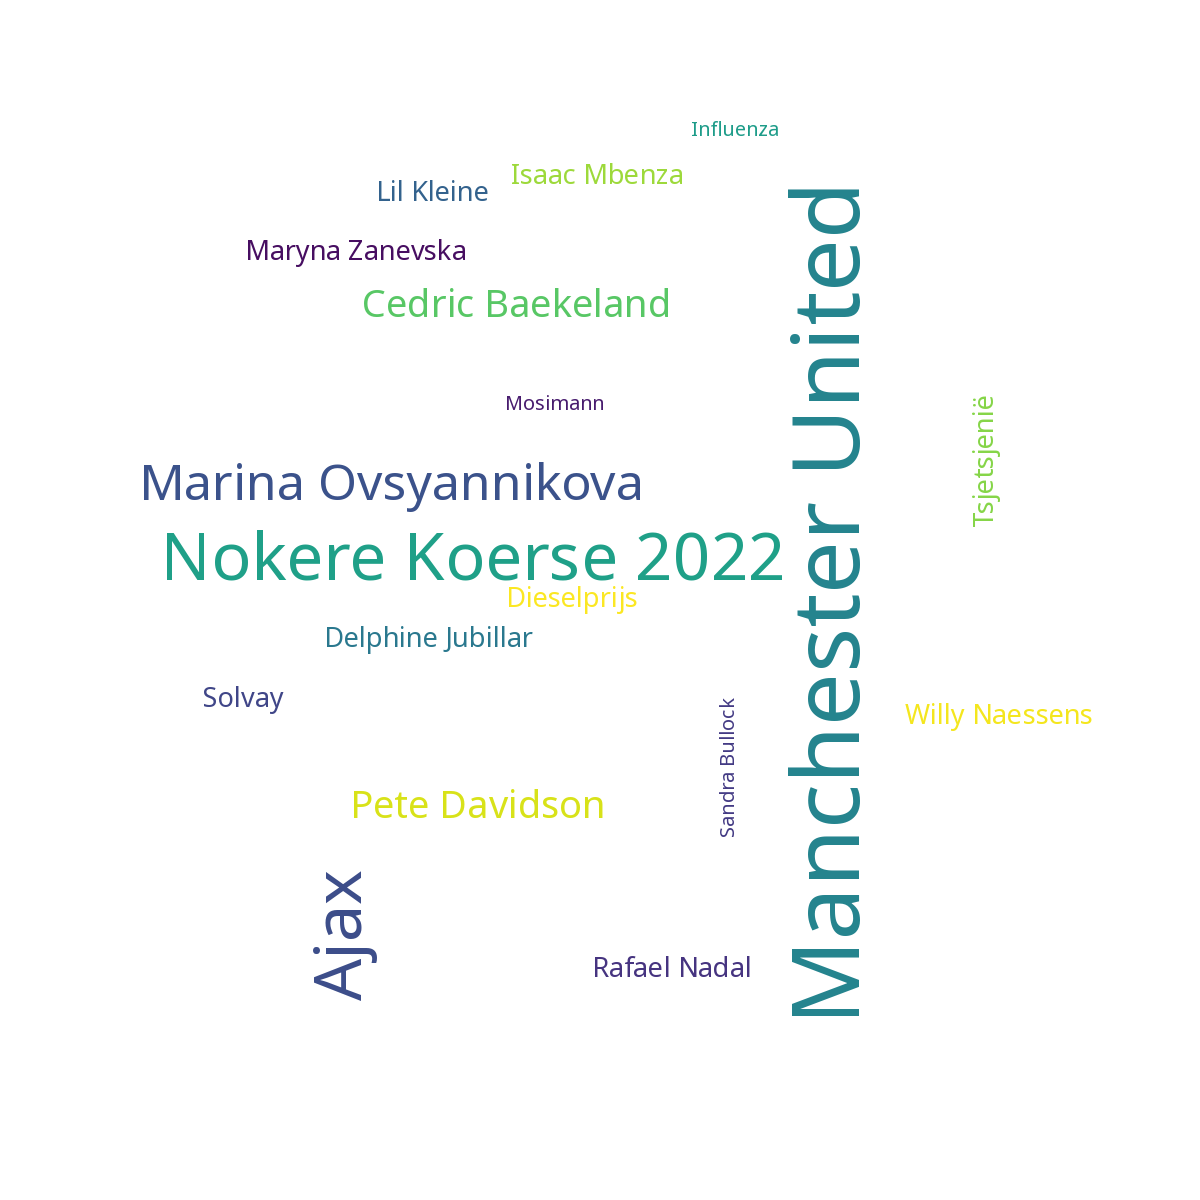 Influenza
Isaac Mbenza
Lil Kleine
Maryna Zanevska
Cedric Baekeland
Manchester United
Mosimann
Tsjetsjenië
Marina Ovsyannikova
Nokere Koerse 2022
Dieselprijs
Delphine Jubillar
Solvay
Willy Naessens
Sandra Bullock
Pete Davidson
Ajax
Rafael Nadal